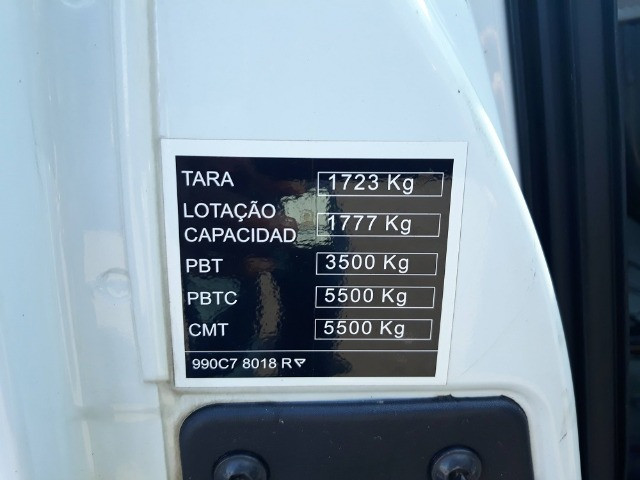 TARA 1723 Kg
LOTAÇÃO
CAPACIDAD 1777 Kg
PBT 3500 Kg
PBTC 5500 Kg
CMT 5500 Kg
990C7 8018 R